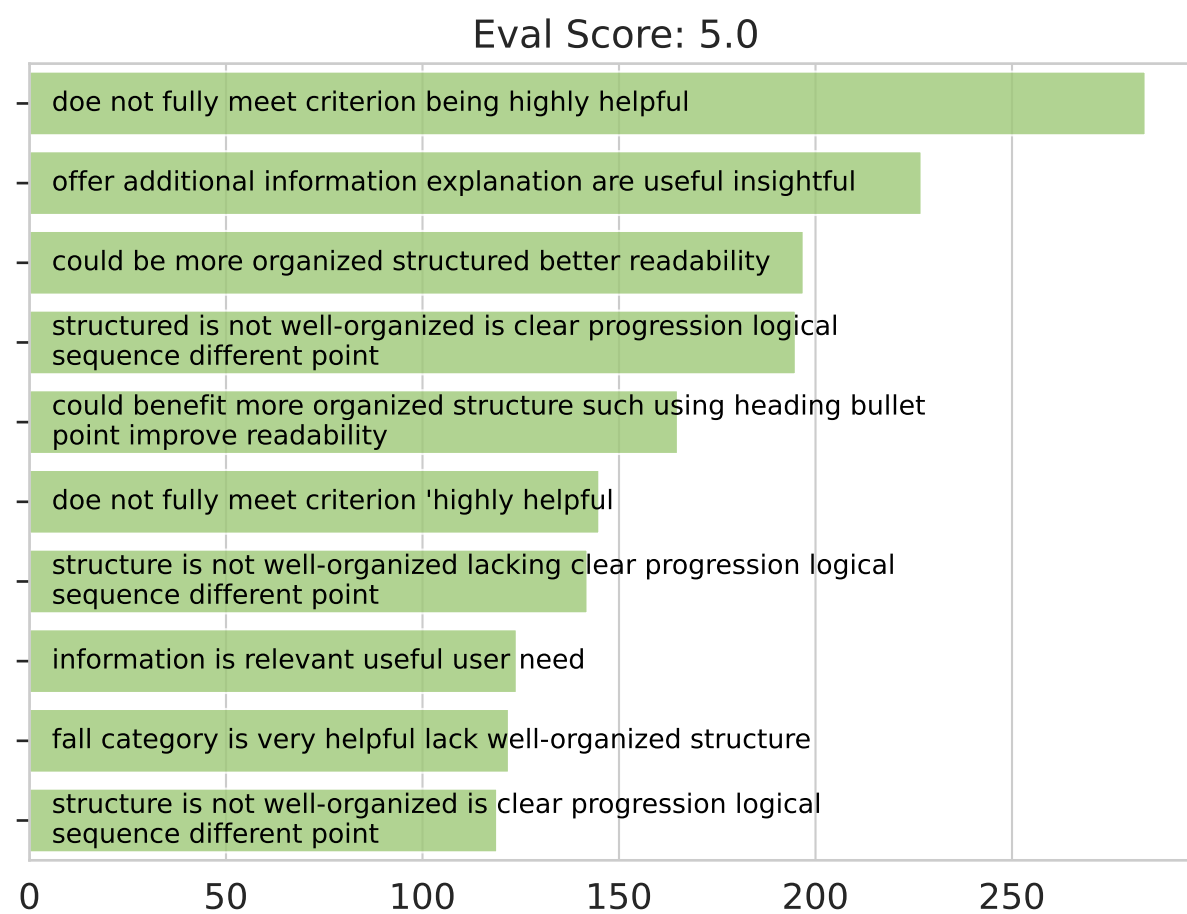 Eval Score: 5.0
doe not fully meet criterion being highly helpful
offer additional information explanation are useful insightful
could be more organized structured better readability
structured is not well-organized is clear progression logical
sequence different point
could benefit more organized structure such using heading bullet
point improve readability
doe not fully meet criterion 'highly helpful
structure is not well-organized lacking clear progression logical
sequence different point
information is relevant useful user need
fall category is very helpful lack well-organized structure
structure is not well-organized is clear progression logical
sequence different point
0 50 100 150 200 250